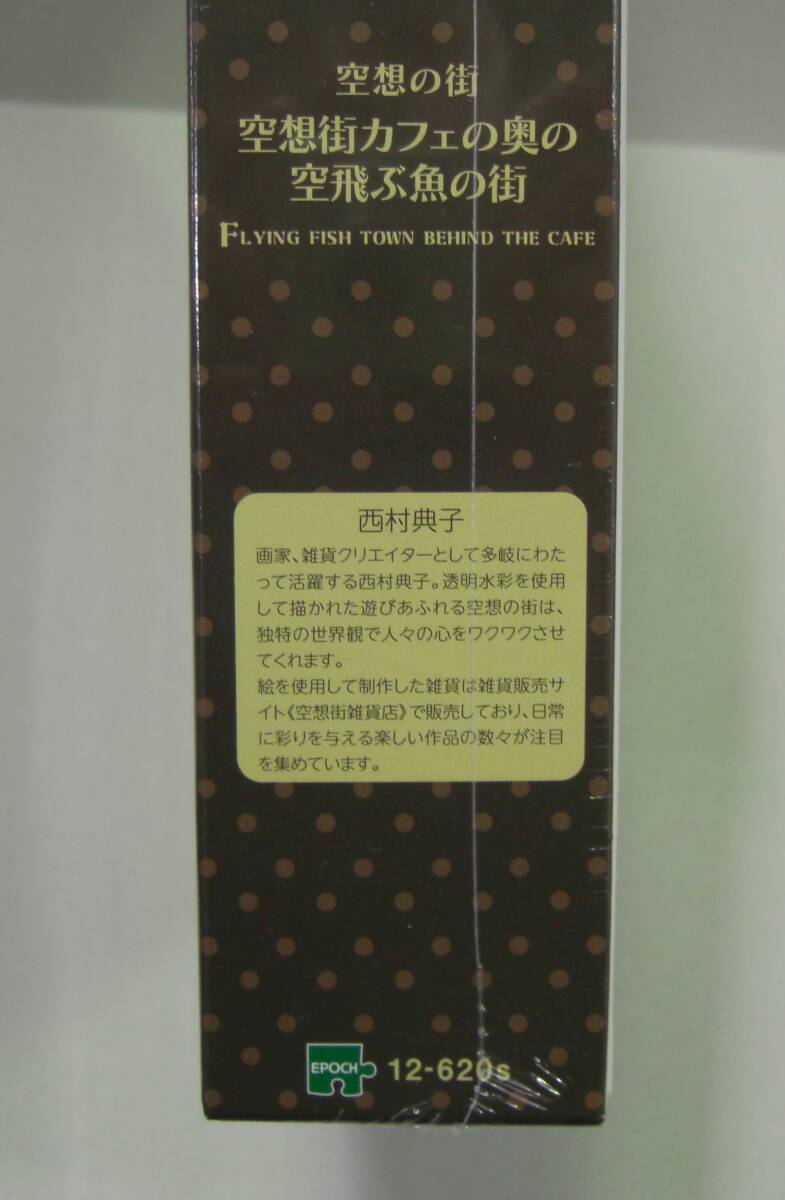 空想の街
空想街カフェの奥の
空飛ぶ魚の街
FLYING FISH TOWN BEHIND THE CAFE
西村典子
画家、雑貨クリエイターとして多岐にわた
って活躍する西村典子。透明水彩を使用
して描かれた遊びあふれる空想の街は、
独特の世界観で人々の心をワクワクさせ
てくれます。
絵を使用して制作した雑貨は雑貨販売サ
イト《空想街雑貨店》で販売しており、日常
に彩りを与える楽しい作品の数々が注目
を集めています。
EPOCH 12-620s